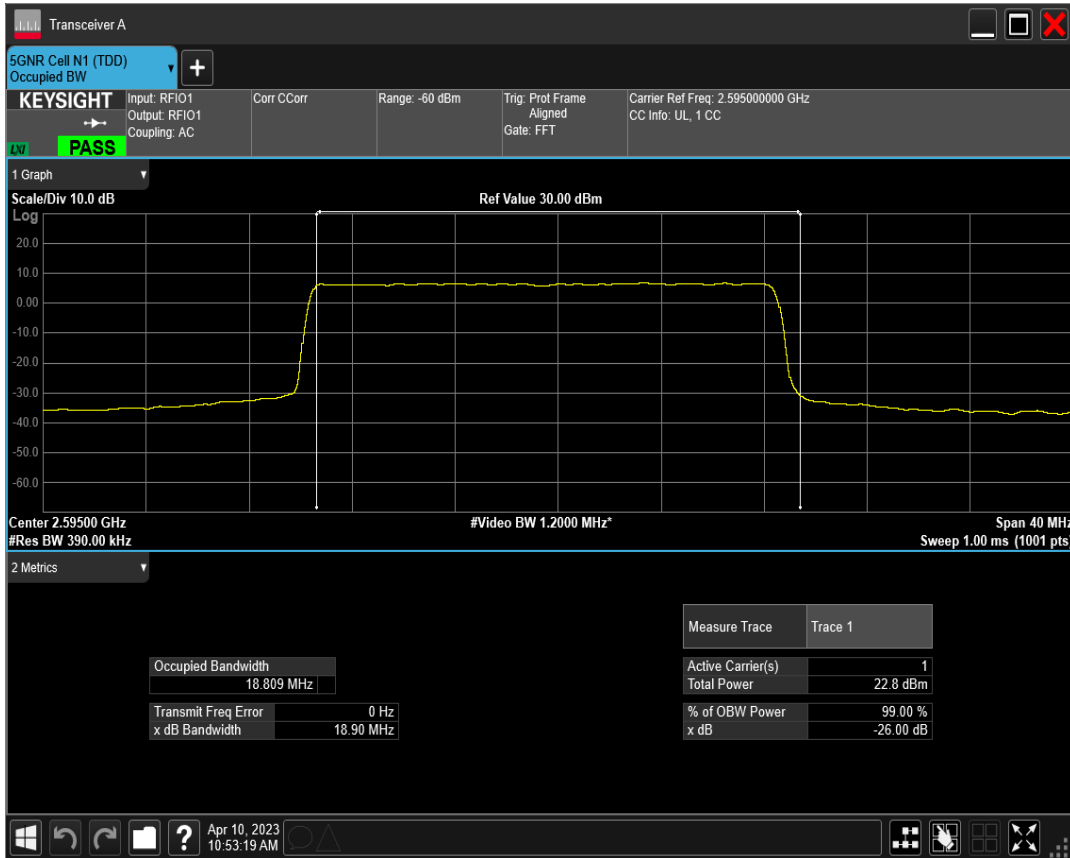 Transceiver A
5GNR Cell N1 (TDD)
Occupied BW
+
KEYSIGHT
LXI
PASS
Input: RFIO1
Output: RFIO1
Coupling: AC
Corr CCorr
Range: -60 dBm
Trig: Prot Frame
Aligned
Gate: FFT
Carrier Ref Freq: 2.595000000 GHz
CC Info: UL, 1 CC
1 Graph
Scale/Div 10.0 dB
Ref Value 30.00 dBm
Log
20.0
10.0
0.00
-10.0
-20.0
-30.0
-40.0
-50.0
-60.0
Center 2.59500 GHz
#Video BW 1.2000 MHz*
Span 40 MHz
#Res BW 390.00 kHz
Sweep 1.00 ms (1001 pts)
2 Metrics
Measure Trace Trace 1
Occupied Bandwidth
18.809 MHz
Active Carrier(s) 1
Total Power 22.8 dBm
Transmit Freq Error 0 Hz
x dB Bandwidth 18.90 MHz
% of OBW Power 99.00 %
x dB -26.00 dB
?
Apr 10, 2023
10:53:19 AM